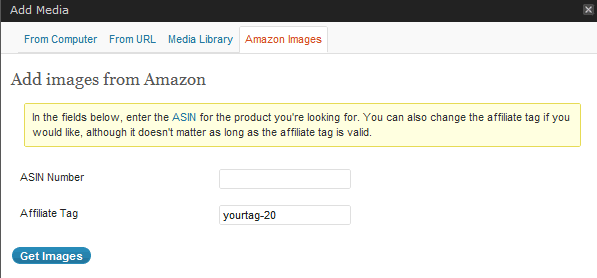 Add Media
From Computer From URL Media Library Amazon Images
Add images from Amazon
In the fields below, enter the ASIN for the product you're looking for. You can also change the affiliate tag if you
would like, although it doesn't matter as long as the affiliate tag is valid.
ASIN Number
Affiliate Tag yourtag-20
Get Images